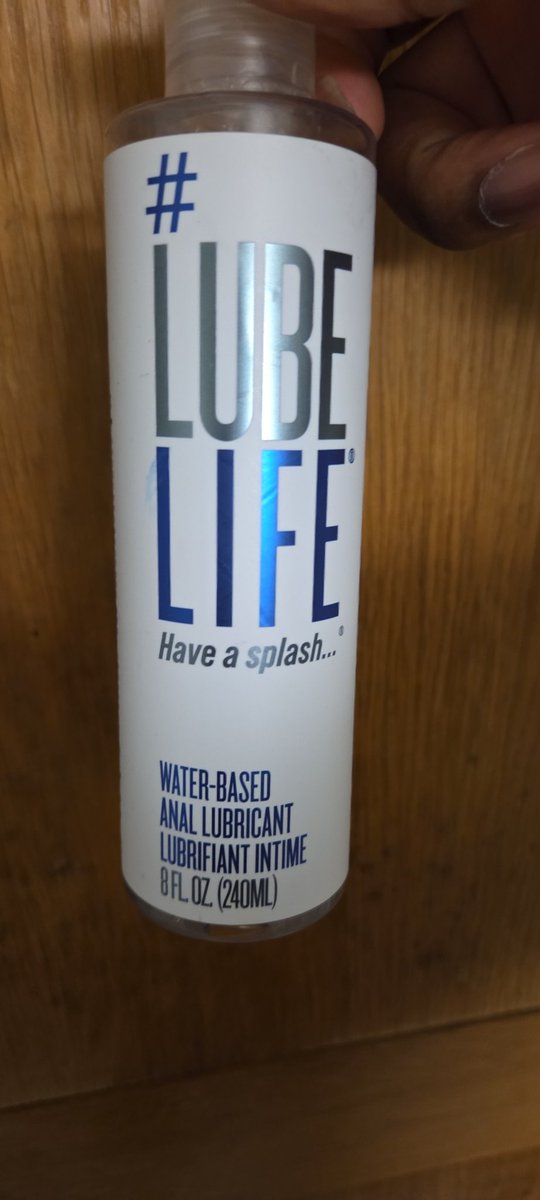 #
LUBE
LIFE®
Have a splash...®
WATER-BASED
ANAL LUBRICANT
LUBRIFIANT INTIME
8 FL. OZ. (240ML)